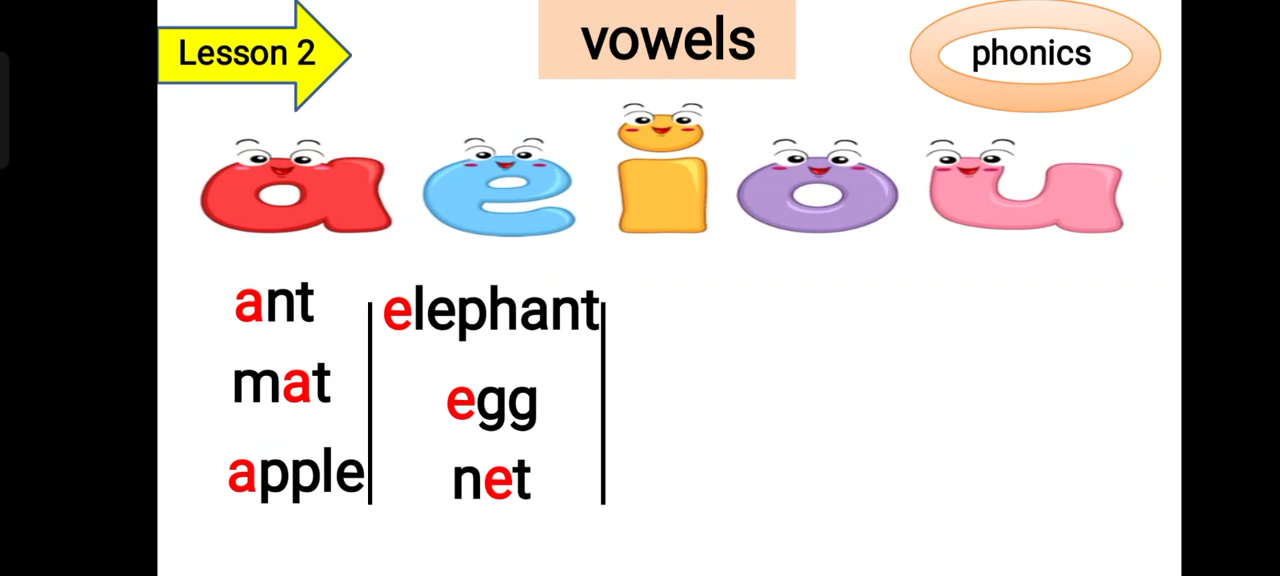 Lesson 2
vowels
phonics
a e i o u
ant
mat
apple
elephant
egg
net